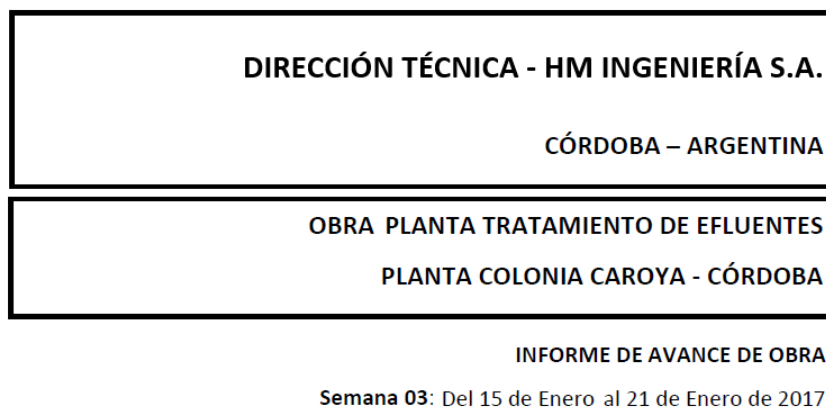 DIRECCIÓN TÉCNICA - HM INGENIERÍA S.A.
CÓRDOBA – ARGENTINA
OBRA PLANTA TRATAMIENTO DE EFLUENTES
PLANTA COLONIA CAROYA - CÓRDOBA
INFORME DE AVANCE DE OBRA
Semana 03: Del 15 de Enero al 21 de Enero de 2017